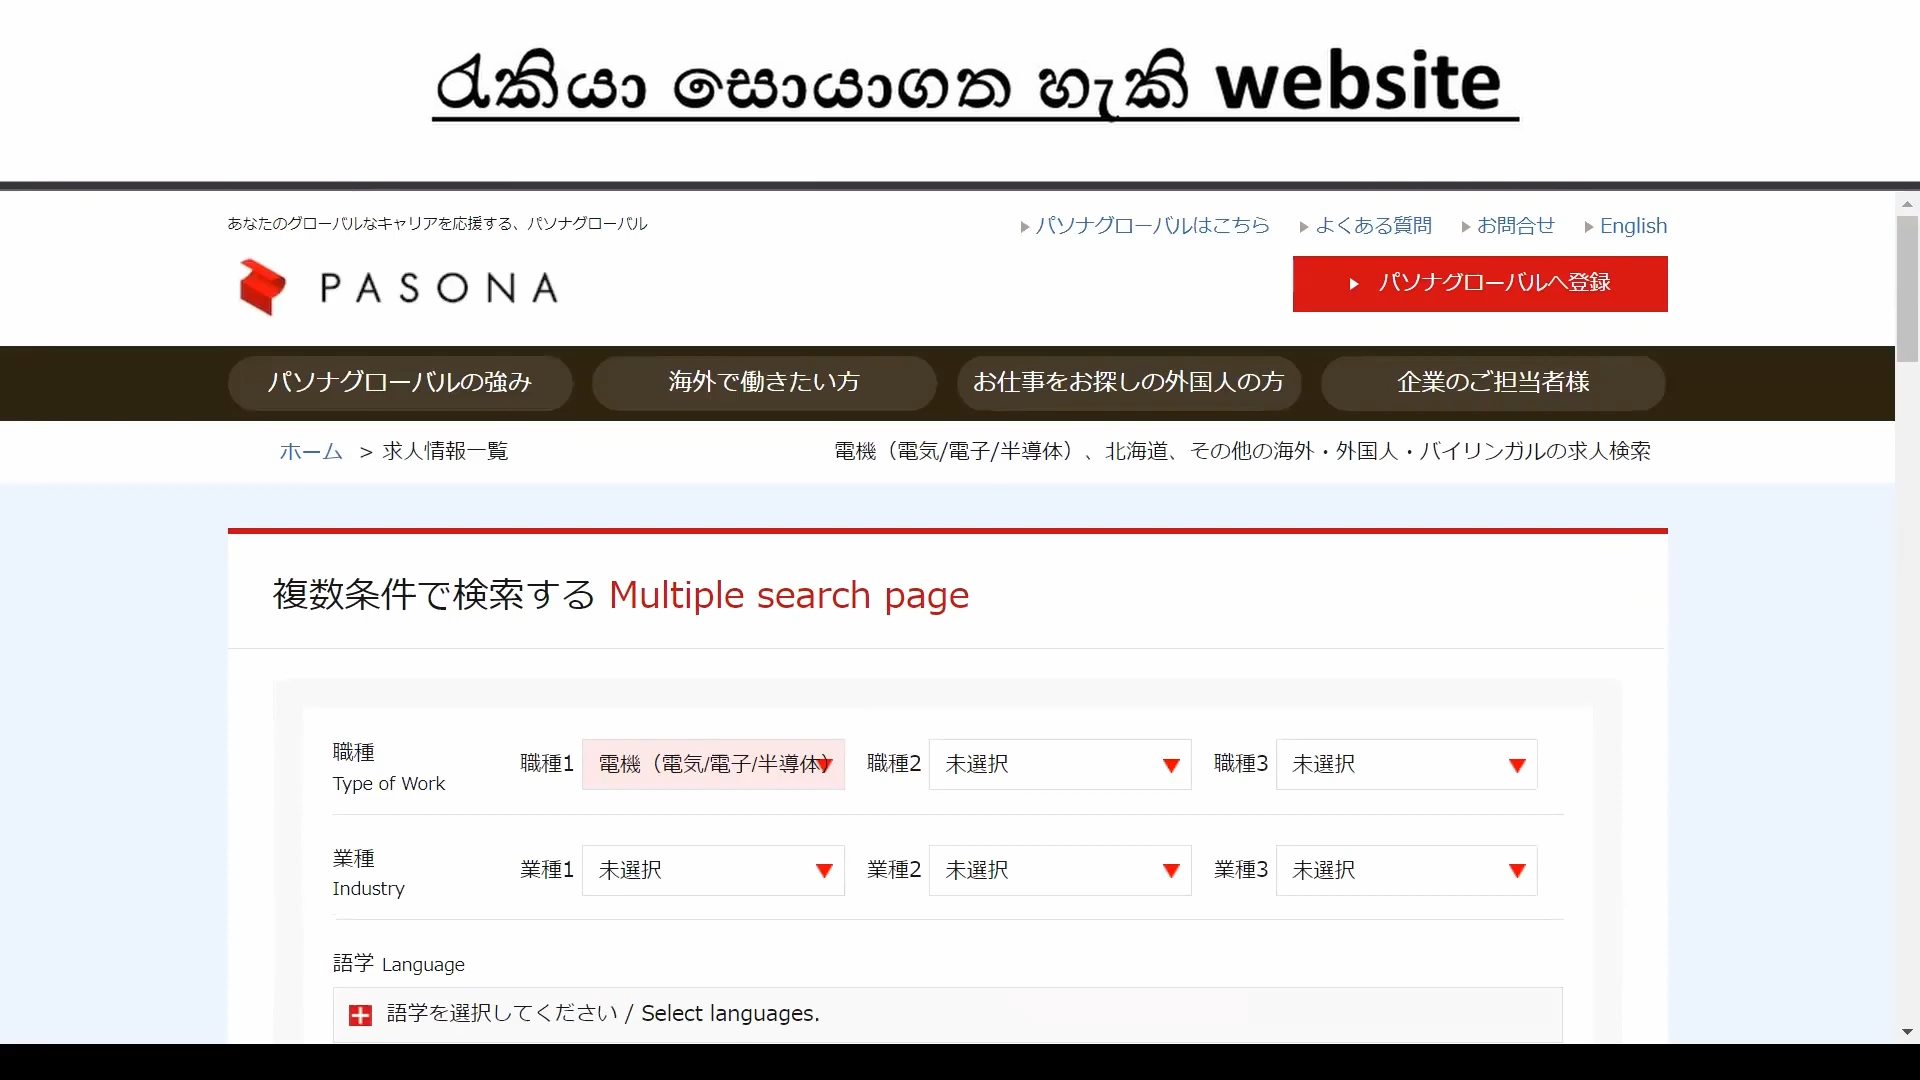 රැකියා සොයාගත හැකි website
あなたのグローバルなキャリアを応援する、パソナグローバル
パソナグローバルはこちら よくある質問 お問合せ English
PASONA
パソナグローバルへ登録
パソナグローバルの強み 海外で働きたい方 お仕事をお探しの外国人の方 企業のご担当者様
ホーム > 求人情報一覧 電機（電気/電子/半導体）、北海道、その他の海外・外国人・バイリンガルの求人検索
複数条件で検索する Multiple search page
職種
Type of Work
職種1 電機（電気/電子/半導体） 職種2 未選択 職種3 未選択
業種
Industry
業種1 未選択 業種2 未選択 業種3 未選択
語学 Language
語学を選択してください / Select languages.